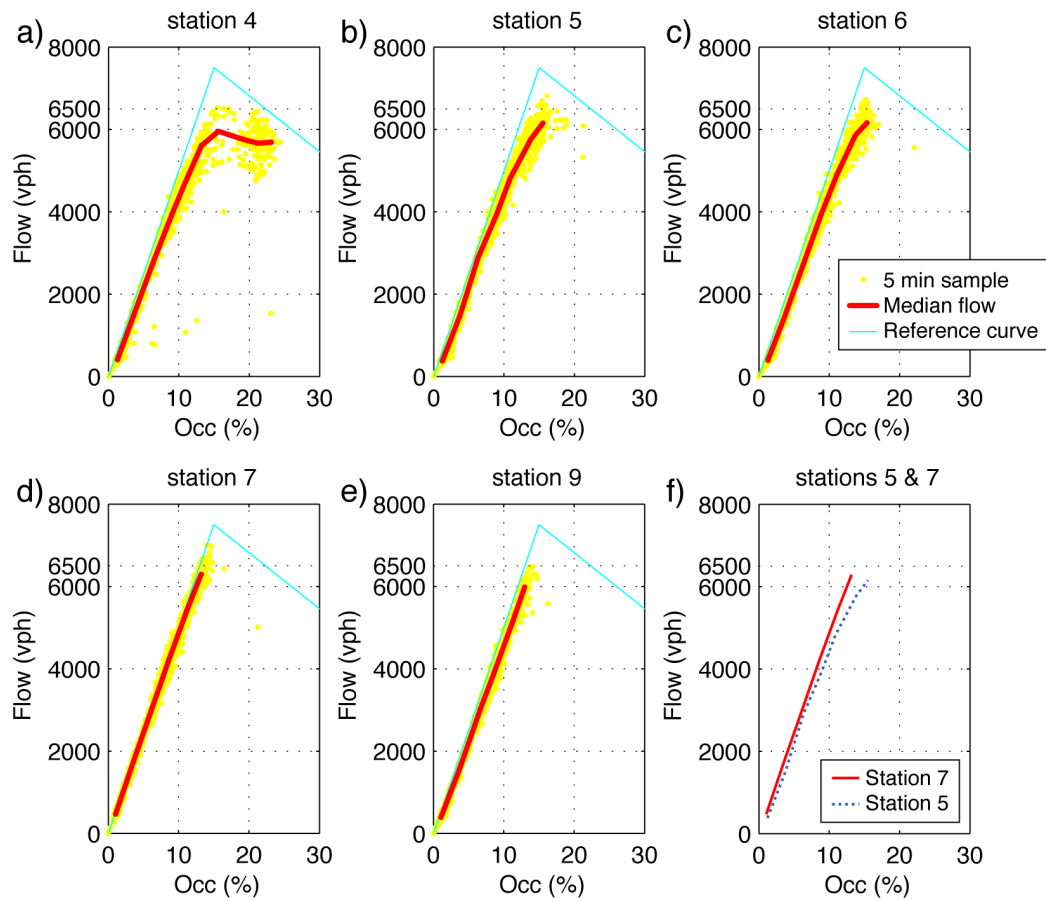 a) station 4
8000
6500
6000
4000
2000
0
Flow (vph)
0 10 20 30
Occ (%)
b) station 5
8000
6500
6000
4000
2000
0
Flow (vph)
0 10 20 30
Occ (%)
c) station 6
8000
6500
6000
4000
2000
0
Flow (vph)
0 10 20 30
Occ (%)
5 min sample
Median flow
Reference curve
d) station 7
8000
6500
6000
4000
2000
0
Flow (vph)
0 10 20 30
Occ (%)
e) station 9
8000
6500
6000
4000
2000
0
Flow (vph)
0 10 20 30
Occ (%)
f) stations 5 & 7
8000
6500
6000
4000
2000
0
Flow (vph)
0 10 20 30
Occ (%)
Station 7
Station 5